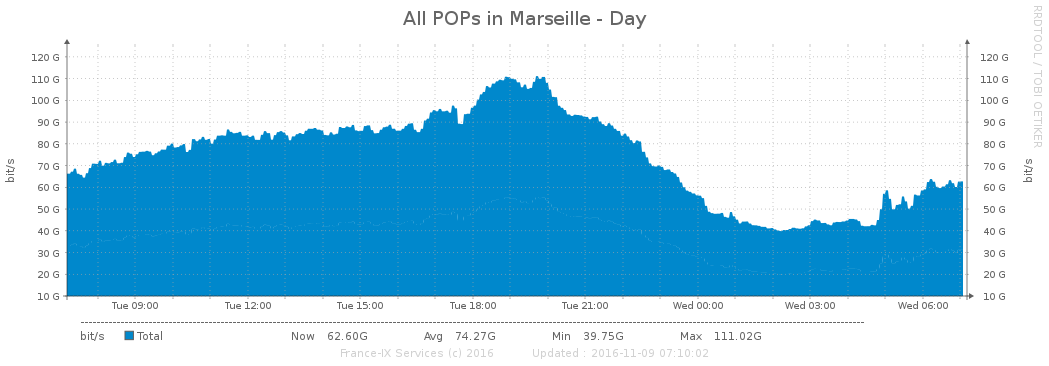 All POPs in Marseille - Day
RRDTOOL / TOBI OETIKER
bit/s
120 G 120 G
110 G 110 G
100 G 100 G
90 G 90 G
80 G 80 G
70 G 70 G
60 G 60 G
50 G 50 G
40 G 40 G
30 G 30 G
20 G 20 G
10 G 10 G
bit/s
Tue 09:00 Tue 12:00 Tue 15:00 Tue 18:00 Tue 21:00 Wed 00:00 Wed 03:00 Wed 06:00
bit/s Total Now 62.60G Avg 74.27G Min 39.75G Max 111.02G
France-IX Services (c) 2016 Updated : 2016-11-09 07:10:02